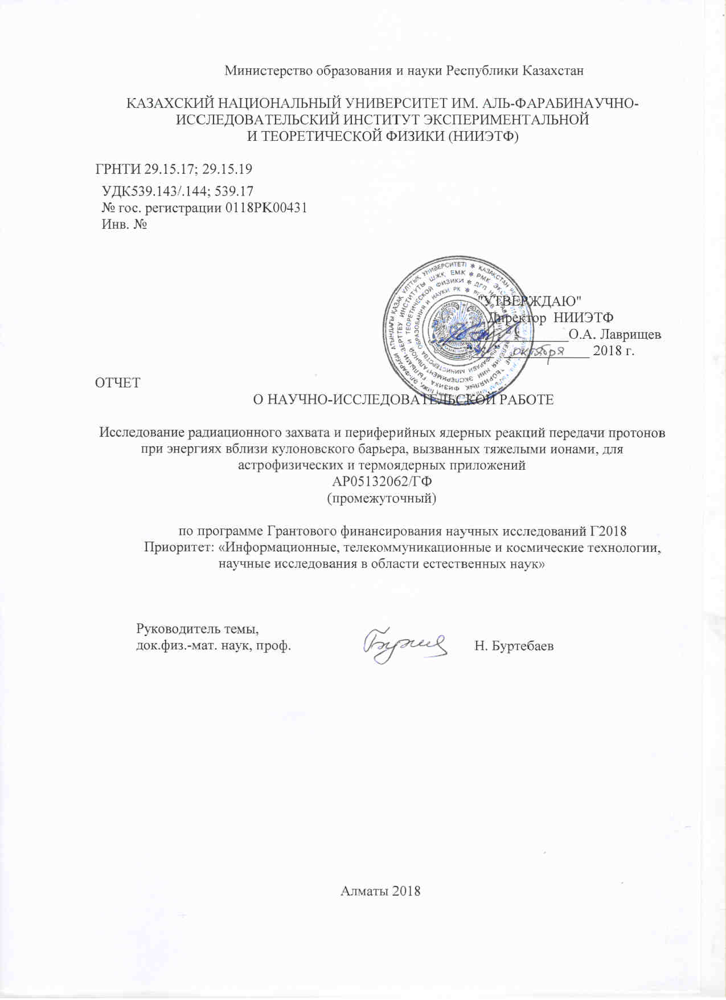 Министерство образования и науки Республики Казахстан
КАЗАХСКИЙ НАЦИОНАЛЬНЫЙ УНИВЕРСИТЕТ ИМ. АЛЬ-ФАРАБИНАУЧНО-
ИССЛЕДОВАТЕЛЬСКИЙ ИНСТИТУТ ЭКСПЕРИМЕНТАЛЬНОЙ
И ТЕОРЕТИЧЕСКОЙ ФИЗИКИ (НИИЭТФ)
ГРНТИ 29.15.17; 29.15.19
УДК539.143/.144; 539.17
№ гос. регистрации 0118РК00431
Инв. №
"УТВЕРЖДАЮ"
Директор НИИЭТФ
О.А. Лаврищев
октября 2018 г.
ОТЧЕТ
О НАУЧНО-ИССЛЕДОВАТЕЛЬСКОЙ РАБОТЕ
Исследование радиационного захвата и периферийных ядерных реакций передачи протонов
при энергиях вблизи кулоновского барьера, вызванных тяжелыми ионами, для
астрофизических и термоядерных приложений
АР05132062/ГФ
(промежуточный)
по программе Грантового финансирования научных исследований Г2018
Приоритет: «Информационные, телекоммуникационные и космические технологии,
научные исследования в области естественных наук»
Руководитель темы,
док.физ.-мат. наук, проф. Н. Буртебаев
Алматы 2018